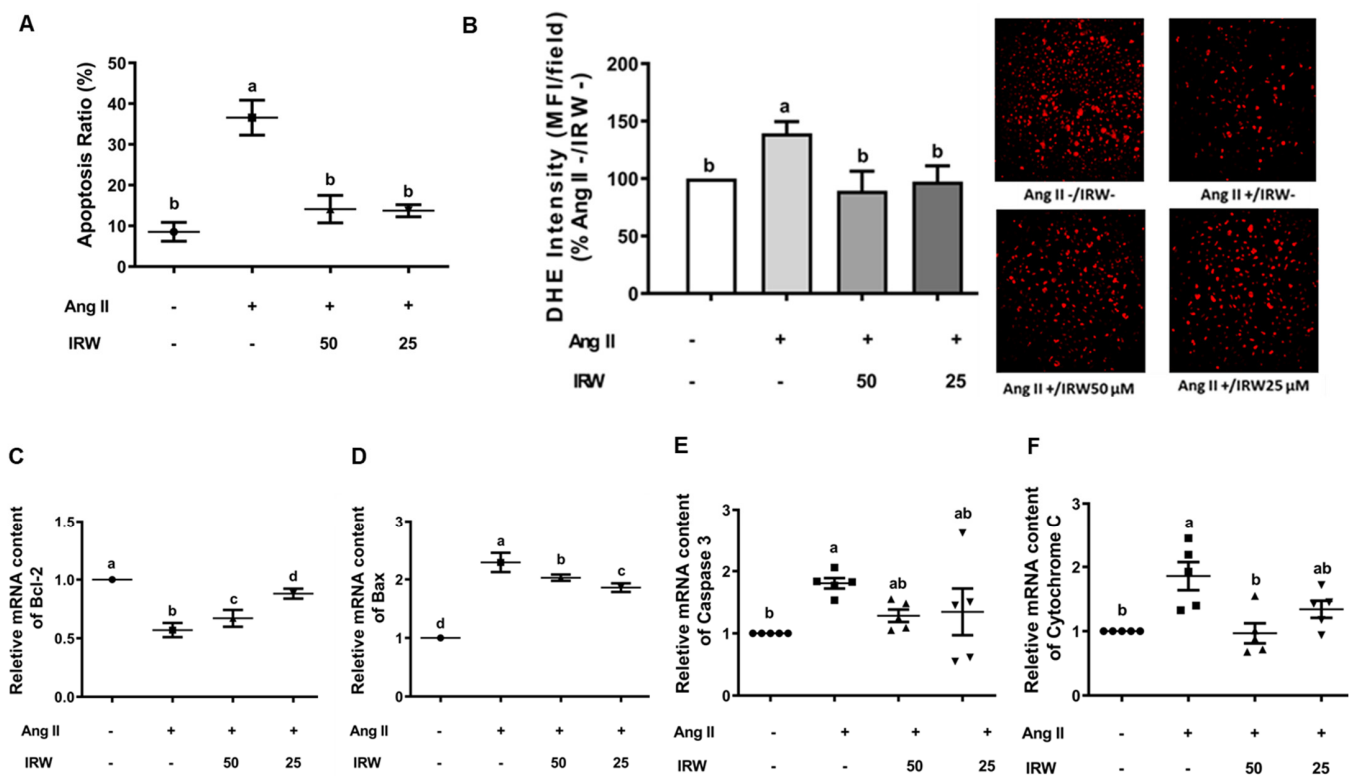 A
Apoptosis Ratio (%)
50
40
30
20
10
0
b
a
b
b
Ang II - + + +
IRW - - 50 25
B
DHE Intensity (MFI/field)
(% Ang II -/IRW -)
200
150
100
50
0
b
a
b
b
Ang II - + + +
IRW - - 50 25
Ang II -/IRW-
Ang II +/IRW-
Ang II +/IRW50 μM
Ang II +/IRW25 μM
C
Reletive mRNA content
of Bcl-2
1.5
1.0
0.5
0.0
a
b
c
d
Ang II - + + +
IRW - - 50 25
D
Reletive mRNA content
of Bax
3
2
1
0
d
a
b
c
Ang II - + + +
IRW - - 50 25
E
Reletive mRNA content
of Caspase 3
3
2
1
0
b
a
ab
ab
Ang II - + + +
IRW - - 50 25
F
Reletive mRNA content
of Cytochrome C
3
2
1
0
b
a
b
ab
Ang II - + + +
IRW - - 50 25